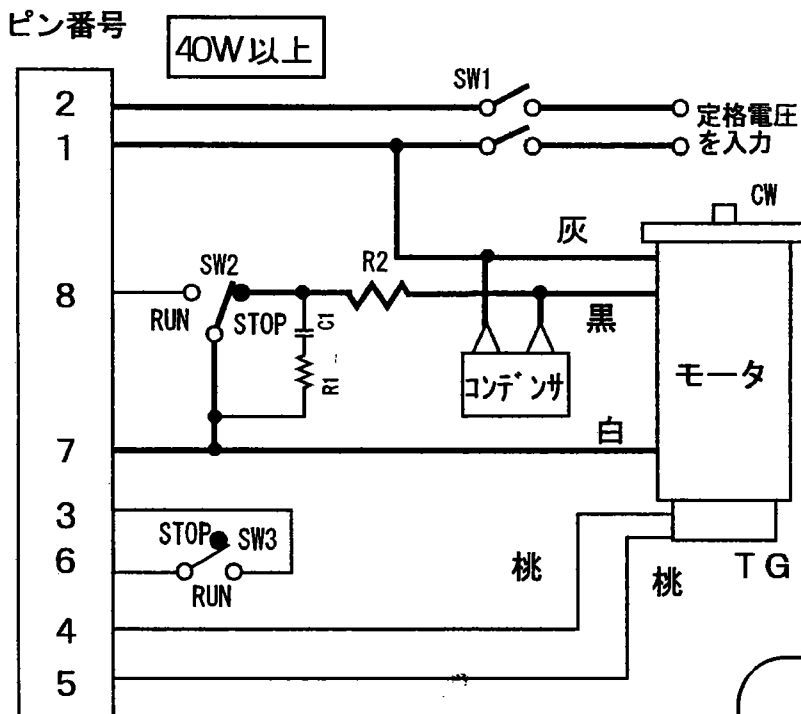 ピン番号
40W以上
2
SW1
定格電圧
を入力
1
CW
灰
SW2
R2
8
RUN
STOP
C1
黒
R1
コンデンサ
モータ
白
7
3
STOP
SW3
6
RUN
桃
桃
TG
4
5